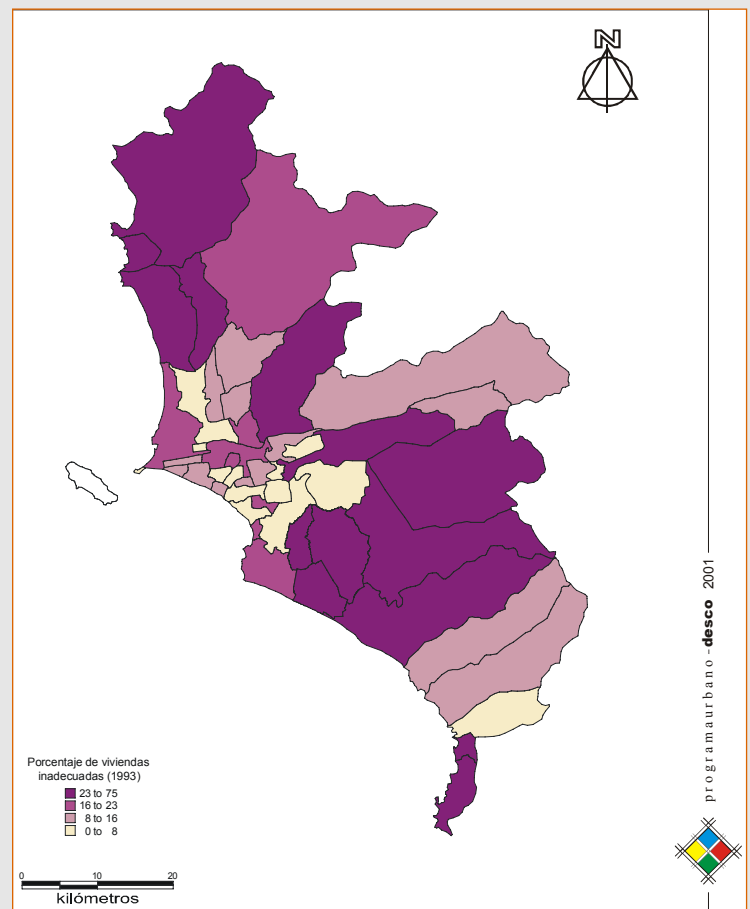 N
Porcentaje de viviendas
inadecuadas (1993)
23 to 75
16 to 23
8 to 16
0 to 8
0 10 20
kilómetros
programaurbano - desco 2001